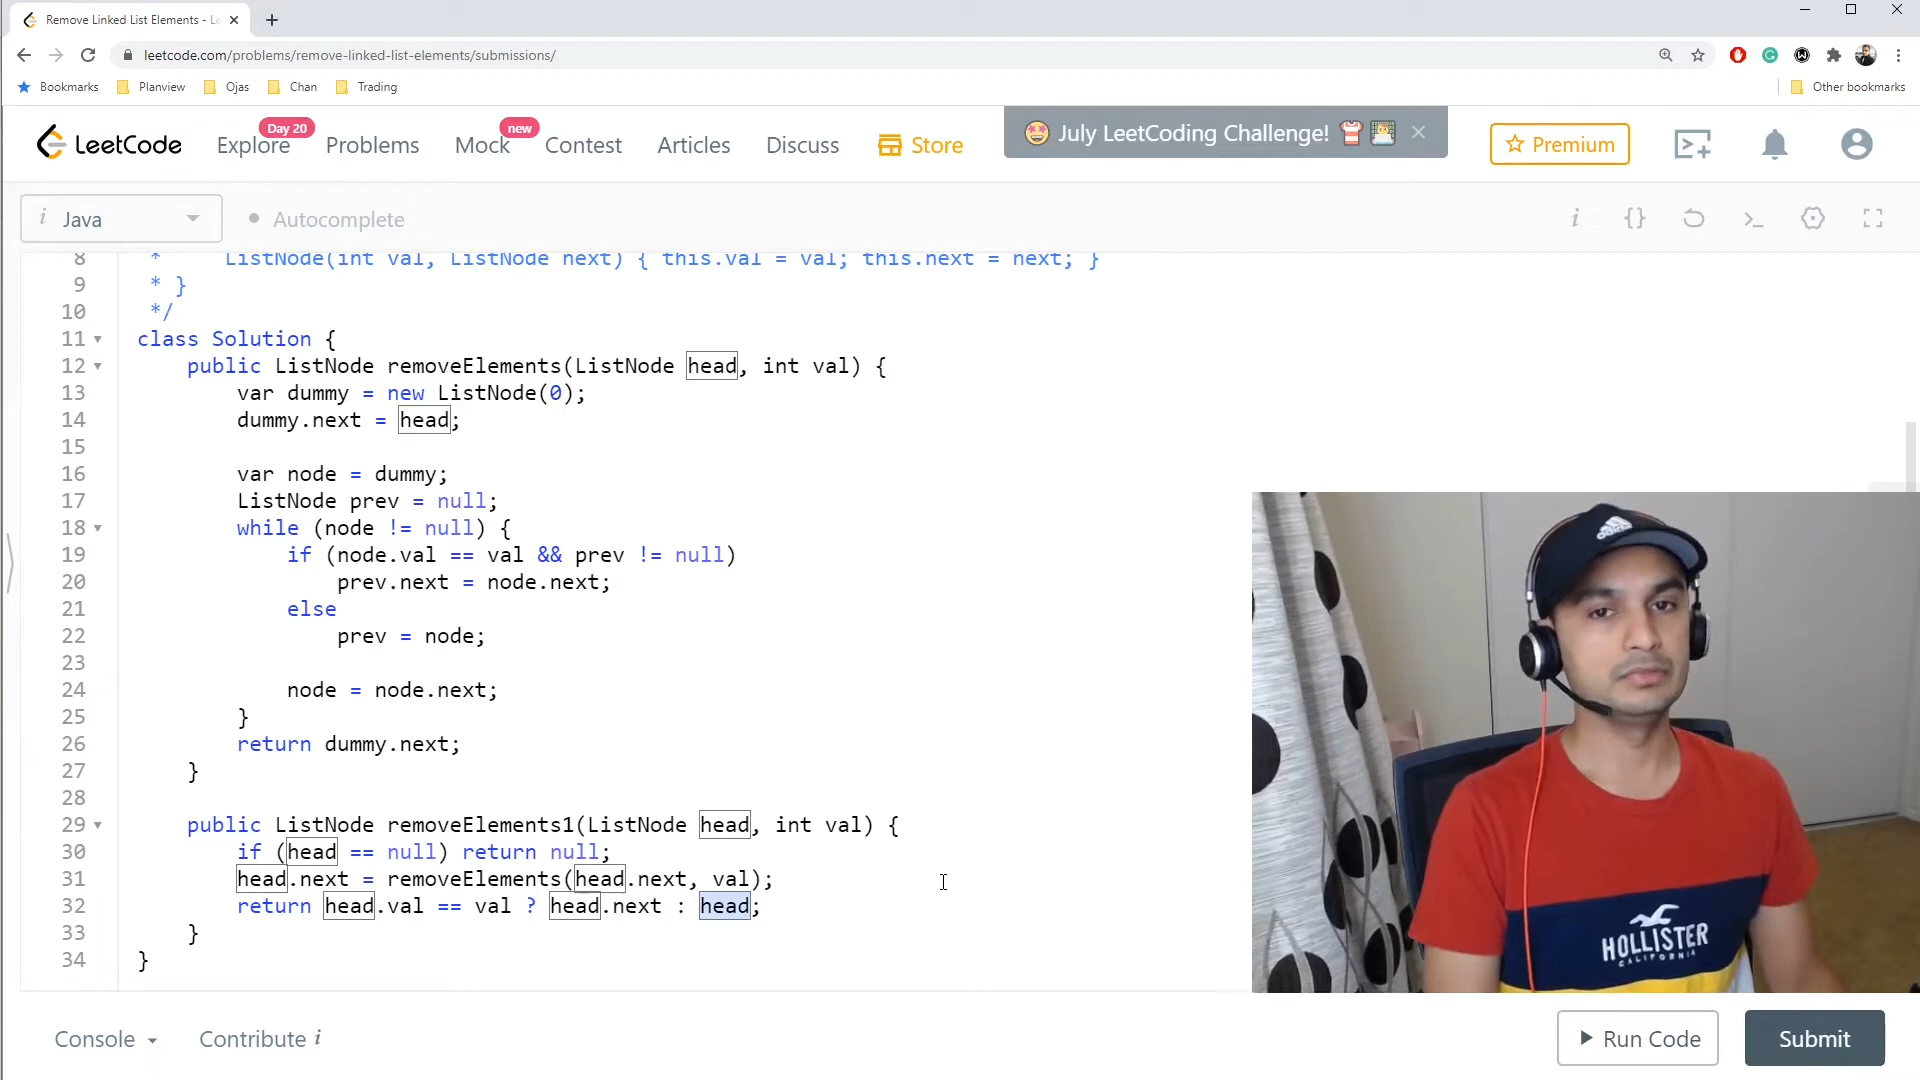 Remove Linked List Elements - Le
leetcode.com/problems/remove-linked-list-elements/submissions/
Bookmarks Planview Ojas Chan Trading Other bookmarks
LeetCode Explore Day 20 Problems Mock new Contest Articles Discuss Store July LeetCoding Challenge! Premium
i Java Autocomplete
8 * ListNode(int val, ListNode next) { this.val = val; this.next = next; }
9 * }
10 */
11 class Solution {
12 public ListNode removeElements(ListNode head, int val) {
13 var dummy = new ListNode(0);
14 dummy.next = head;
15
16 var node = dummy;
17 ListNode prev = null;
18 while (node != null) {
19 if (node.val == val && prev != null)
20 prev.next = node.next;
21 else
22 prev = node;
23
24 node = node.next;
25 }
26 return dummy.next;
27 }
28
29 public ListNode removeElements1(ListNode head, int val) {
30 if (head == null) return null;
31 head.next = removeElements(head.next, val);
32 return head.val == val ? head.next : head;
33 }
34 }
HOLLISTER
CALIFORNIA
Console Contribute i Run Code Submit